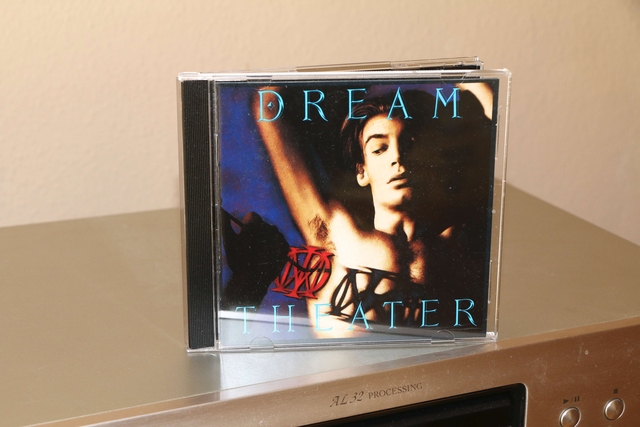 DREAM
THEATER
AL 32 PROCESSING